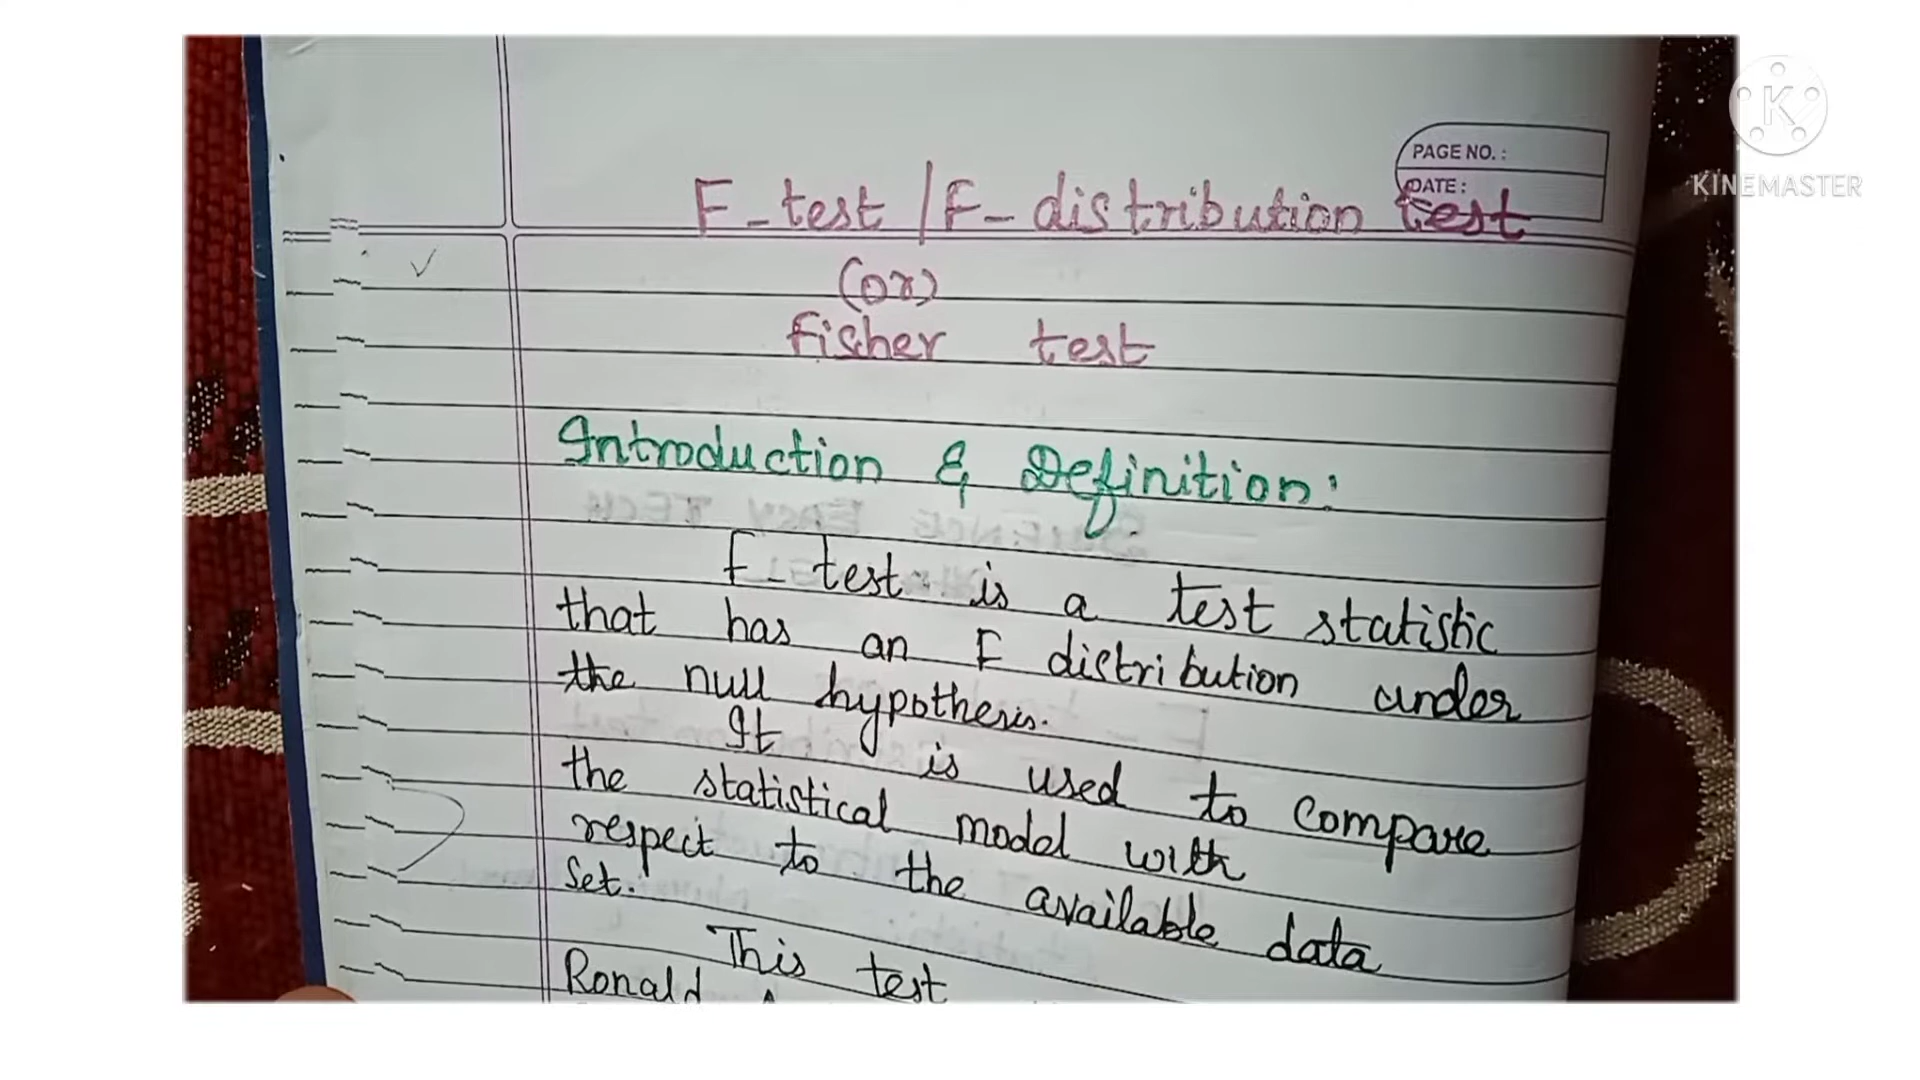 PAGE NO. :
DATE :
KINEMASTER
F-test / F-distribution test
(or)
Fisher test
Introduction & Definition:
F-test is a test statistic
that has an F distribution under
the null hypothesis.
It is used to compare
the statistical model with
respect to the available data
Set.
This test
Ronald